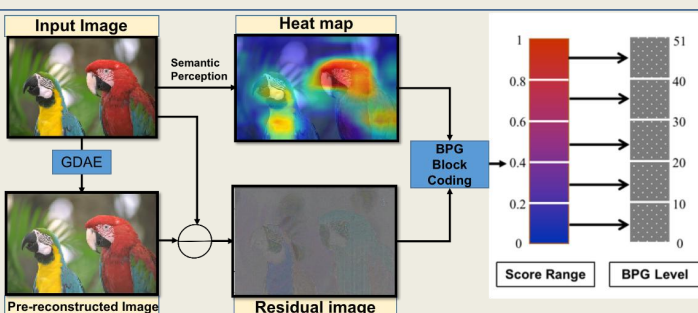 Input Image
Heat map
Semantic
Perception
GDAE
BPG
Block
Coding
Pre-reconstructed Image
Residual image
1
0.8
0.6
0.4
0.2
0
51
40
30
20
10
0
Score Range
BPG Level